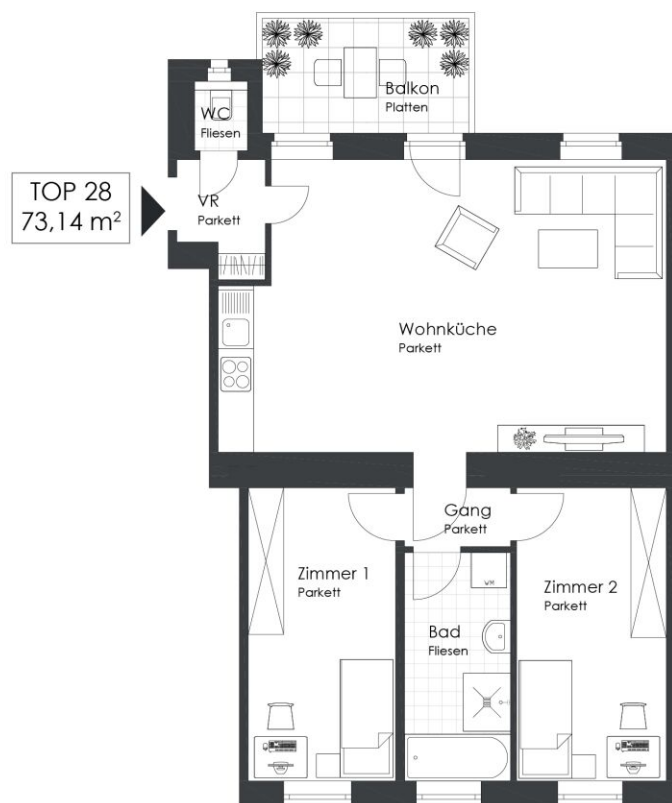 Balkon
Platten
WC
Fliesen
TOP 28
73,14 m²
VR
Parkett
Wohnküche
Parkett
Gang
Parkett
Zimmer 1
Parkett
WM
Zimmer 2
Parkett
Bad
Fliesen